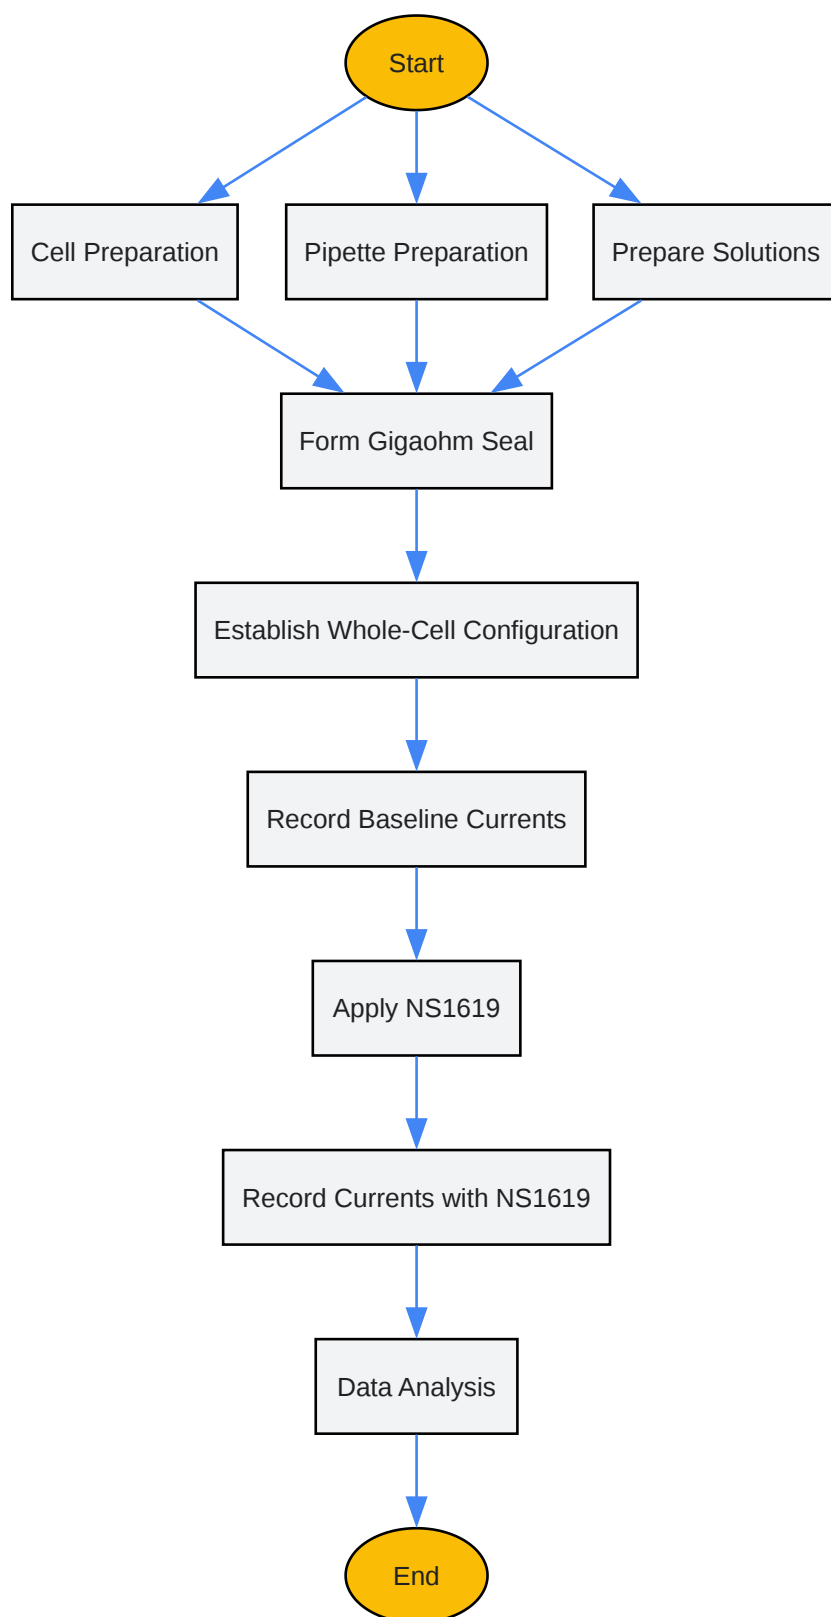 Start
Cell Preparation
Pipette Preparation
Prepare Solutions
Form Gigaohm Seal
Establish Whole-Cell Configuration
Record Baseline Currents
Apply NS1619
Record Currents with NS1619
Data Analysis
End